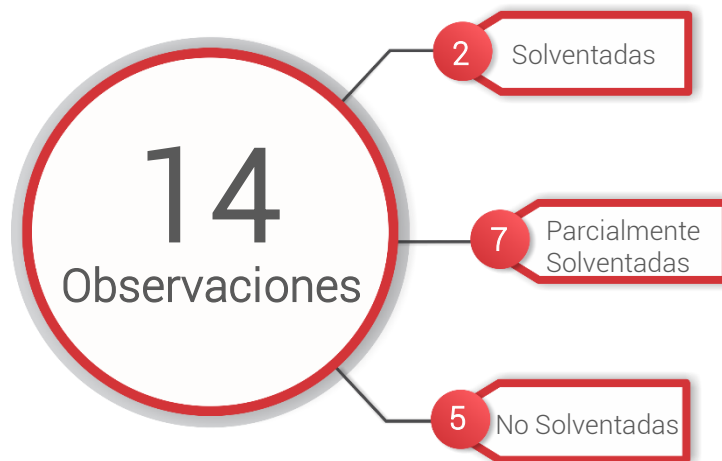 14
Observaciones
2
Solventadas
7
Parcialmente
Solventadas
5
No Solventadas